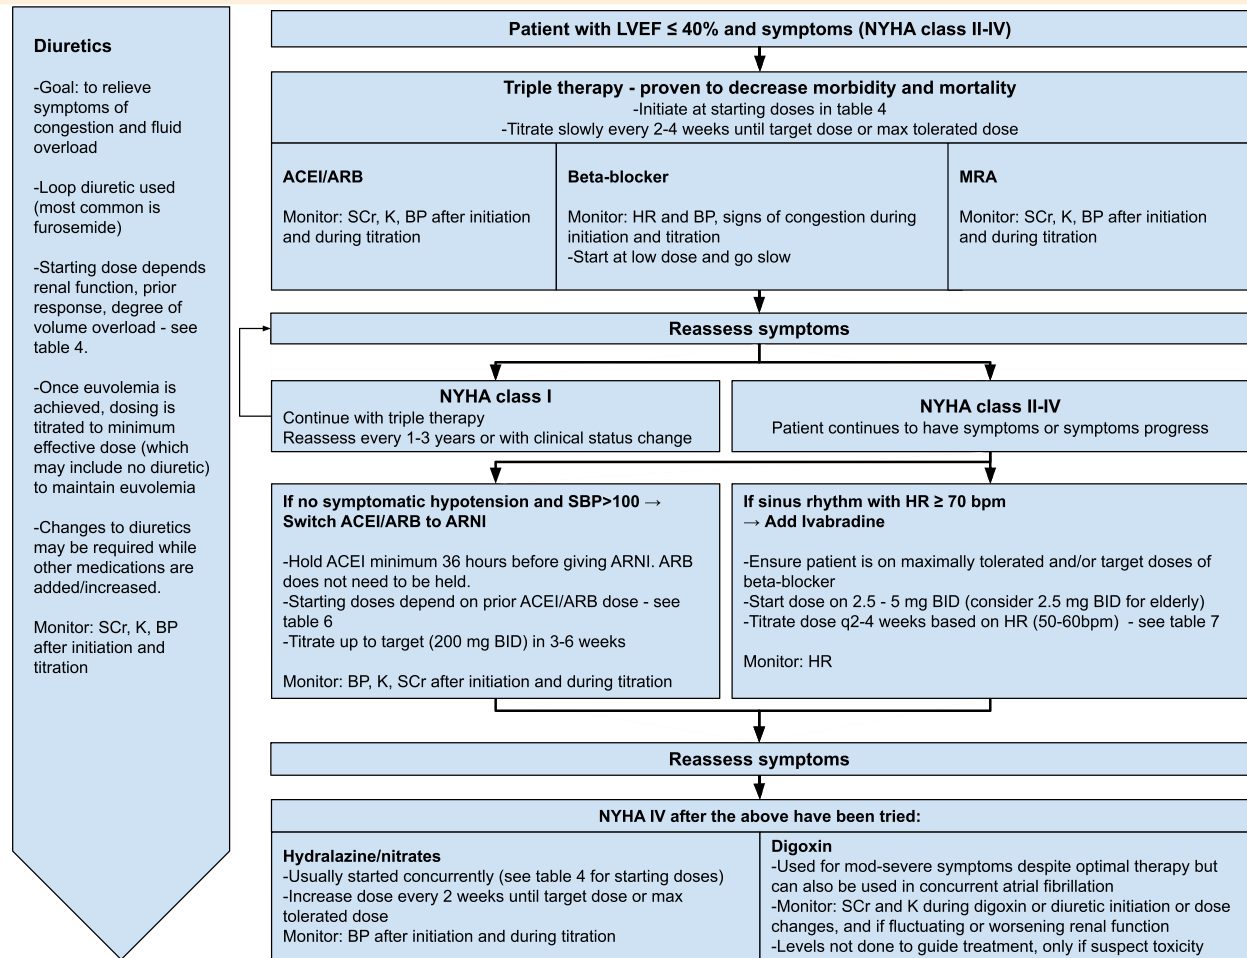 Diuretics
-Goal: to relieve
symptoms of
congestion and fluid
overload
-Loop diuretic used
(most common is
furosemide)
-Starting dose depends
renal function, prior
response, degree of
volume overload - see
table 4.
-Once euvolemia is
achieved, dosing is
titrated to minimum
effective dose (which
may include no diuretic)
to maintain euvolemia
-Changes to diuretics
may be required while
other medications are
added/increased.
Monitor: SCr, K, BP
after initiation and
titration
Patient with LVEF ≤ 40% and symptoms (NYHA class II-IV)
Triple therapy - proven to decrease morbidity and mortality
-Initiate at starting doses in table 4
-Titrate slowly every 2-4 weeks until target dose or max tolerated dose
ACEI/ARB
Monitor: SCr, K, BP after initiation
and during titration
Beta-blocker
Monitor: HR and BP, signs of congestion during
initiation and titration
-Start at low dose and go slow
MRA
Monitor: SCr, K, BP after initiation
and during titration
Reassess symptoms
NYHA class I
Continue with triple therapy
Reassess every 1-3 years or with clinical status change
NYHA class II-IV
Patient continues to have symptoms or symptoms progress
If no symptomatic hypotension and SBP>100 →
Switch ACEI/ARB to ARNI
-Hold ACEI minimum 36 hours before giving ARNI. ARB
does not need to be held.
-Starting doses depend on prior ACEI/ARB dose - see
table 6
-Titrate up to target (200 mg BID) in 3-6 weeks
Monitor: BP, K, SCr after initiation and during titration
If sinus rhythm with HR ≥ 70 bpm
→ Add Ivabradine
-Ensure patient is on maximally tolerated and/or target doses of
beta-blocker
-Start dose on 2.5 - 5 mg BID (consider 2.5 mg BID for elderly)
-Titrate dose q2-4 weeks based on HR (50-60bpm) - see table 7
Monitor: HR
Reassess symptoms
NYHA IV after the above have been tried:
Hydralazine/nitrates
-Usually started concurrently (see table 4 for starting doses)
-Increase dose every 2 weeks until target dose or max
tolerated dose
Monitor: BP after initiation and during titration
Digoxin
-Used for mod-severe symptoms despite optimal therapy but
can also be used in concurrent atrial fibrillation
-Monitor: SCr and K during digoxin or diuretic initiation or dose
changes, and if fluctuating or worsening renal function
-Levels not done to guide treatment, only if suspect toxicity